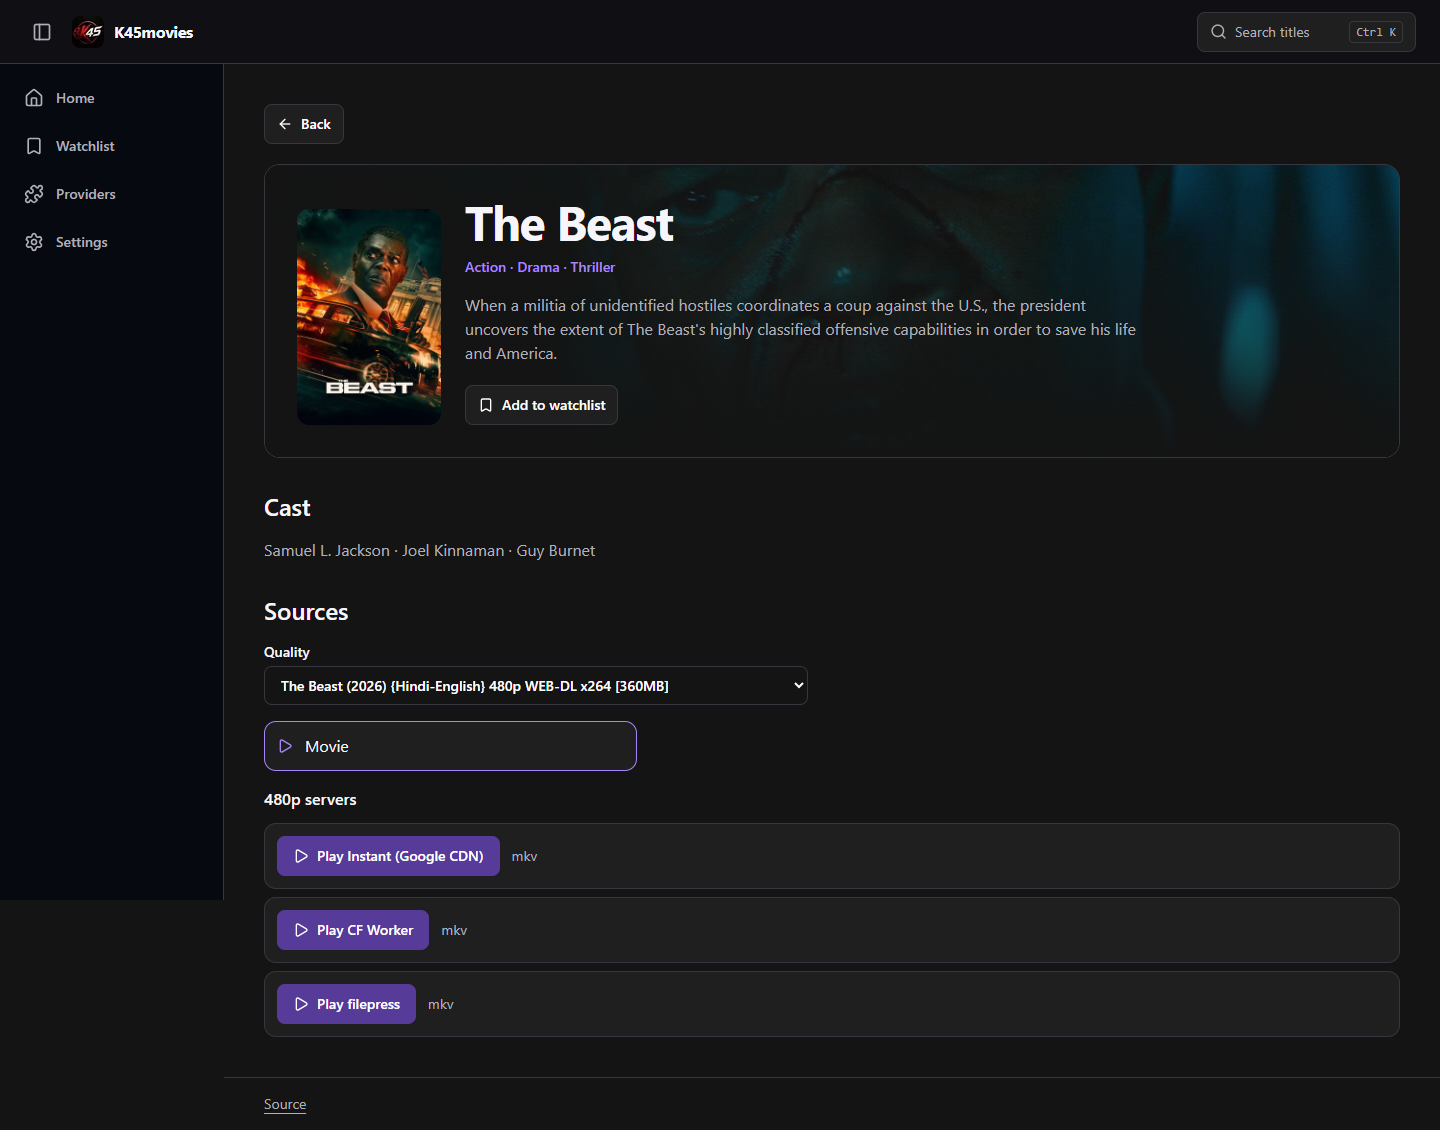 K45
K45movies
Search titles
Ctrl K
Home
Watchlist
Providers
Settings
Back
THE
BEAST
The Beast
Action · Drama · Thriller
When a militia of unidentified hostiles coordinates a coup against the U.S., the president
uncovers the extent of The Beast's highly classified offensive capabilities in order to save his life
and America.
Add to watchlist
Cast
Samuel L. Jackson · Joel Kinnaman · Guy Burnet
Sources
Quality
The Beast (2026) {Hindi-English} 480p WEB-DL x264 [360MB]
Movie
480p servers
Play Instant (Google CDN)
mkv
Play CF Worker
mkv
Play filepress
mkv
Source